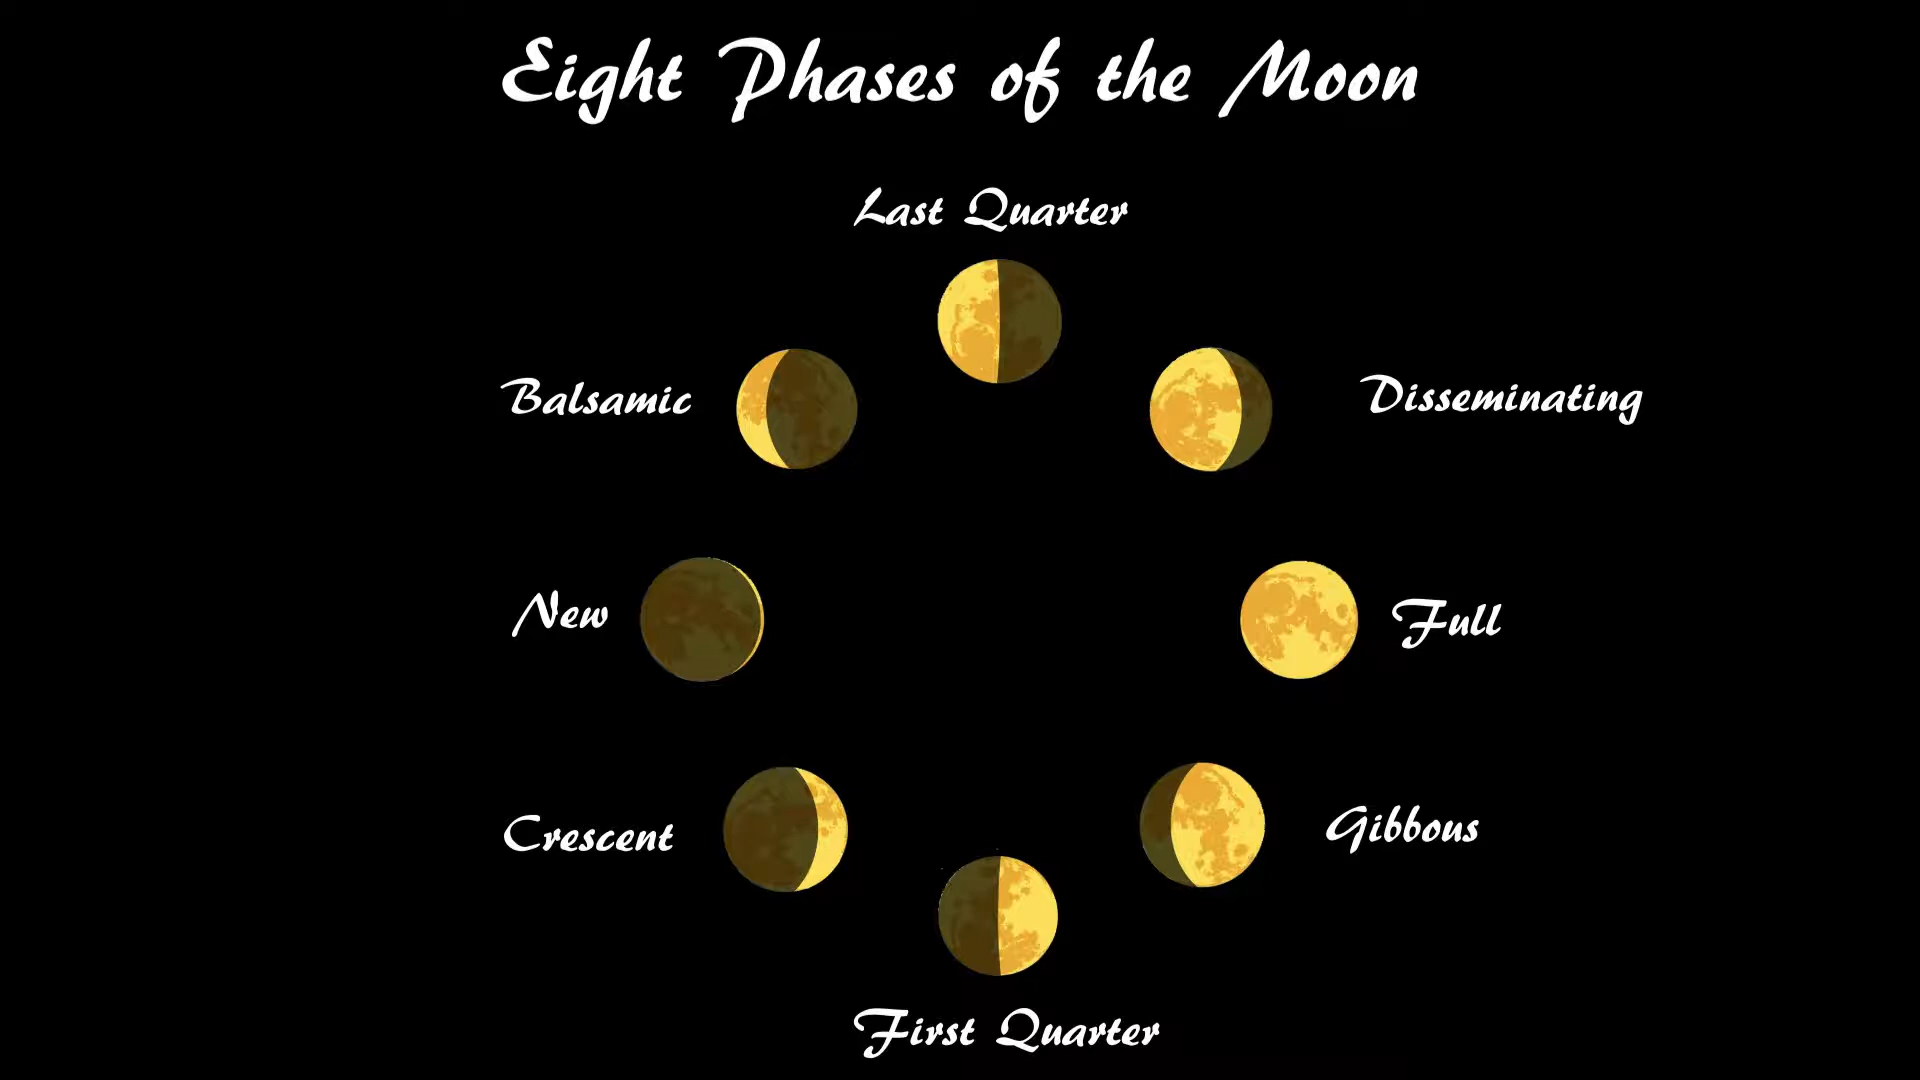 Eight Phases of the Moon
Last Quarter
Balsamic
Disseminating
New
Full
Crescent
Gibbous
First Quarter